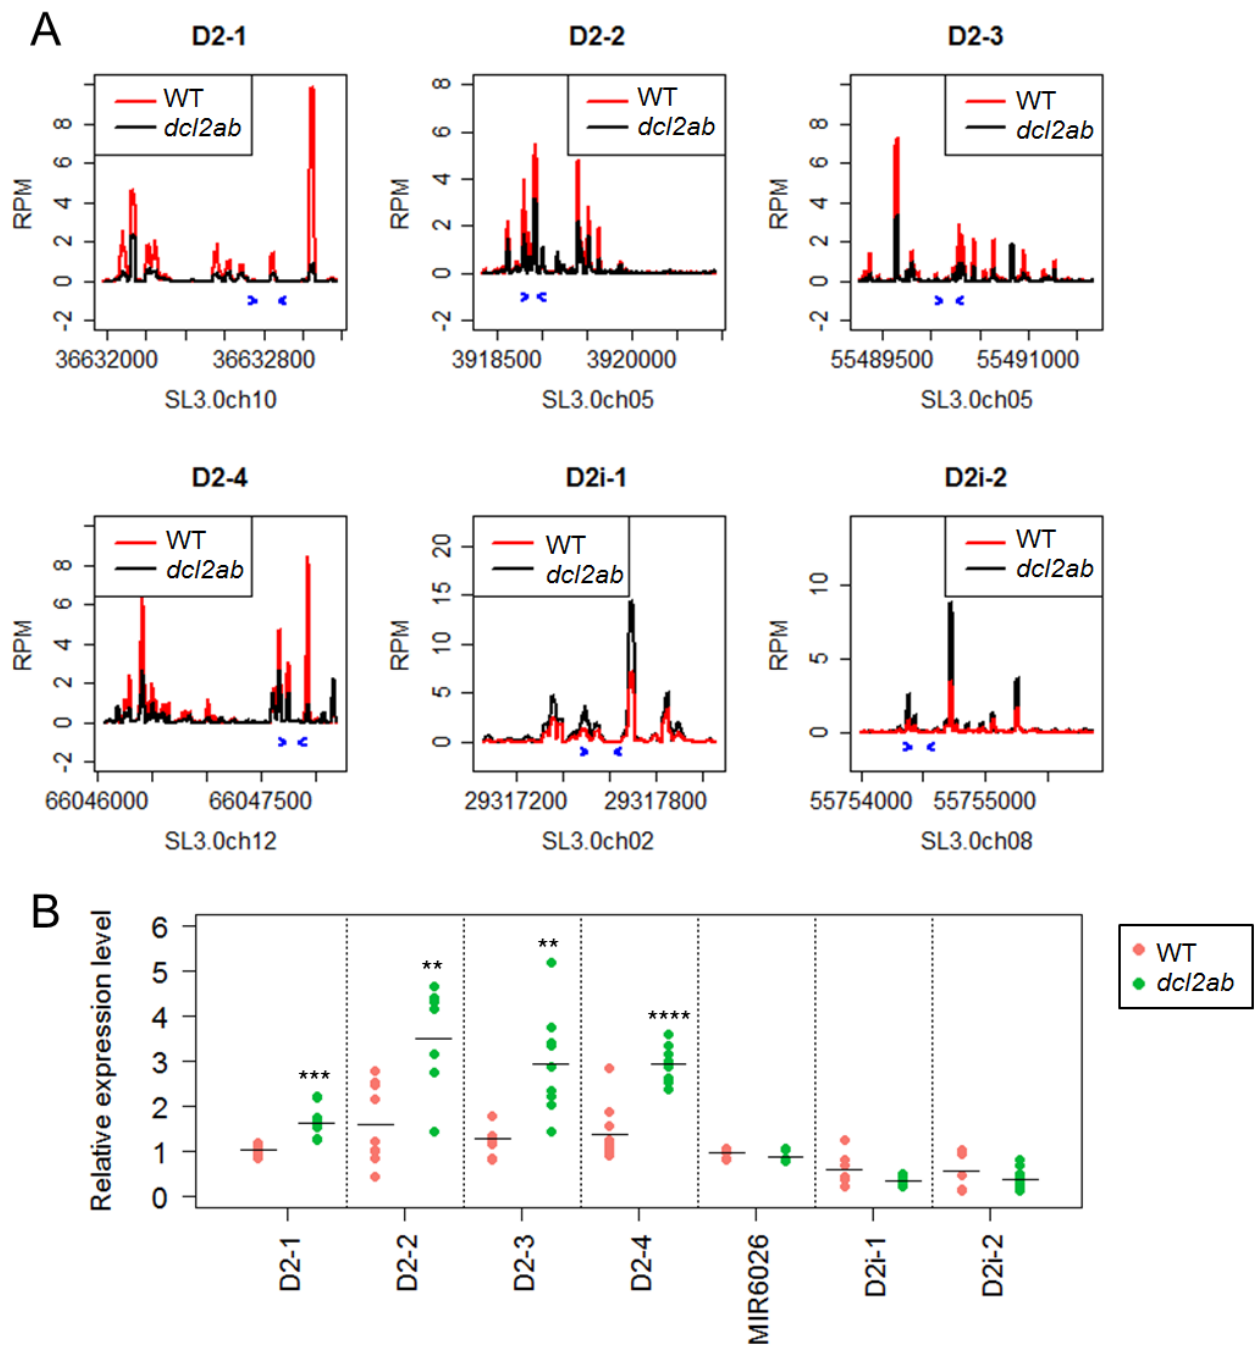 A
D2-1
D2-2
D2-3
WT
dcl2ab
WT
dcl2ab
WT
dcl2ab
RPM
8
6
4
2
0
-2
RPM
8
6
4
2
0
-2
RPM
8
6
4
2
0
-2
36632000 36632800
3918500 3920000
55489500 55491000
SL3.0ch10
SL3.0ch05
SL3.0ch05
D2-4
D2i-1
D2i-2
WT
dcl2ab
WT
dcl2ab
WT
dcl2ab
RPM
8
6
4
2
0
-2
RPM
20
15
10
5
0
RPM
10
5
0
66046000 66047500
29317200 29317800
55754000 55755000
SL3.0ch12
SL3.0ch02
SL3.0ch08
B
Relative expression level
6
5
4
3
2
1
0
***
**
**
****
WT
dcl2ab
D2-1
D2-2
D2-3
D2-4
MIR6026
D2i-1
D2i-2